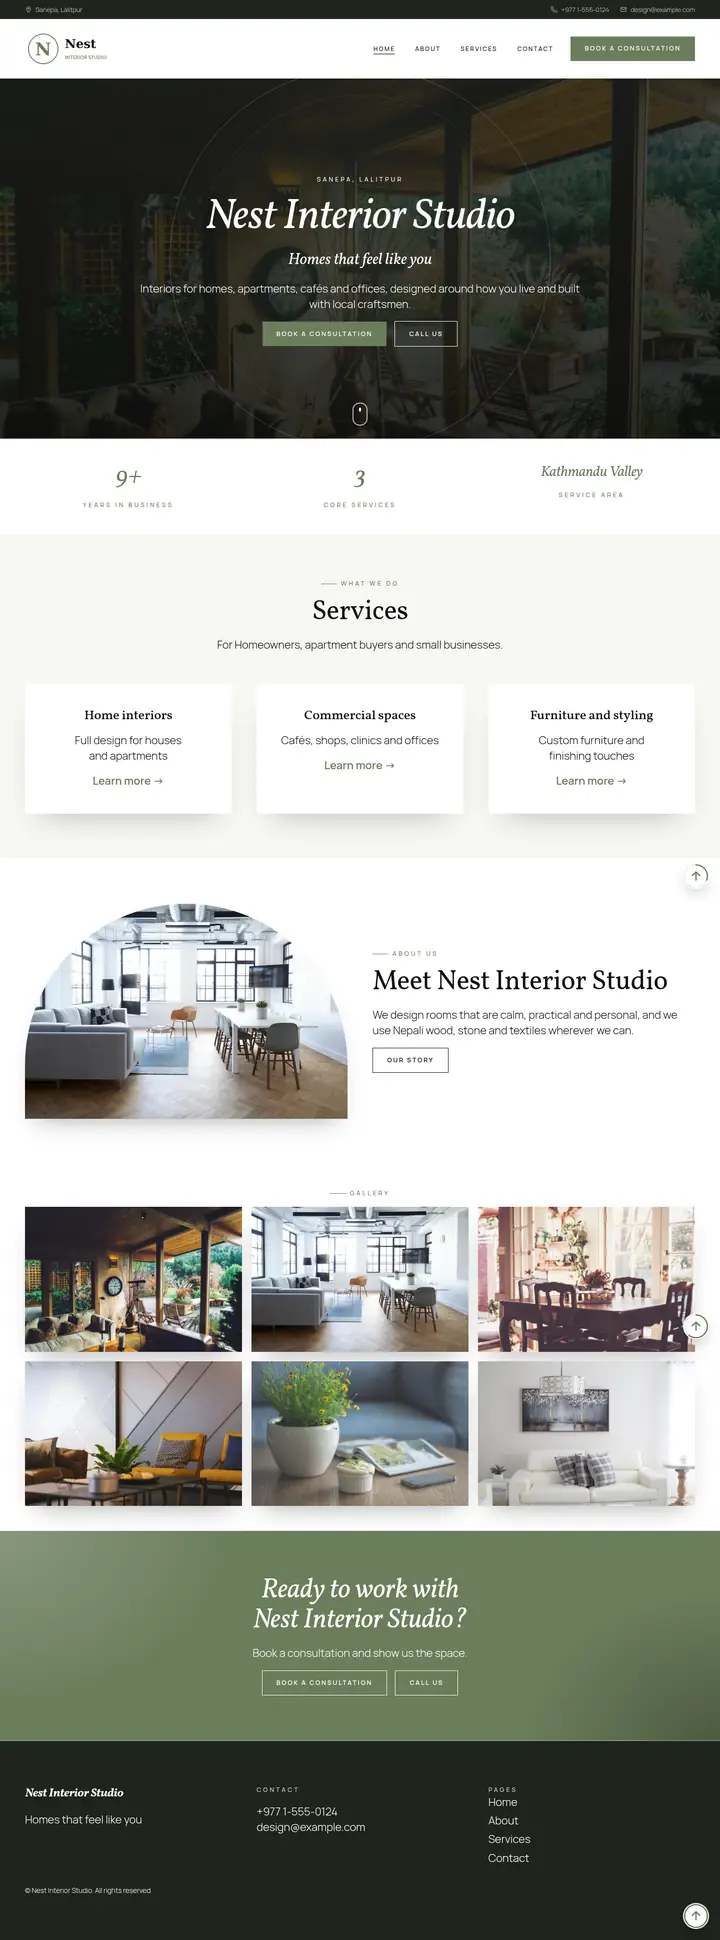 Sanepa, Lalitpur
+977 1-555-0124
design@example.com
N
Nest
INTERIOR STUDIO
HOME
ABOUT
SERVICES
CONTACT
BOOK A CONSULTATION
SANEPA, LALITPUR
Nest Interior Studio
Homes that feel like you
Interiors for homes, apartments, cafés and offices, designed around how you live and built
with local craftsmen.
BOOK A CONSULTATION
CALL US
9+
YEARS IN BUSINESS
3
CORE SERVICES
Kathmandu Valley
SERVICE AREA
WHAT WE DO
Services
For Homeowners, apartment buyers and small businesses.
Home interiors
Full design for houses
and apartments
Learn more →
Commercial spaces
Cafés, shops, clinics and offices
Learn more →
Furniture and styling
Custom furniture and
finishing touches
Learn more →
ABOUT US
Meet Nest Interior Studio
We design rooms that are calm, practical and personal, and we
use Nepali wood, stone and textiles wherever we can.
OUR STORY
GALLERY
Ready to work with
Nest Interior Studio?
Book a consultation and show us the space.
BOOK A CONSULTATION
CALL US
Nest Interior Studio
Homes that feel like you
CONTACT
+977 1-555-0124
design@example.com
PAGES
Home
About
Services
Contact
© Nest Interior Studio. All rights reserved.